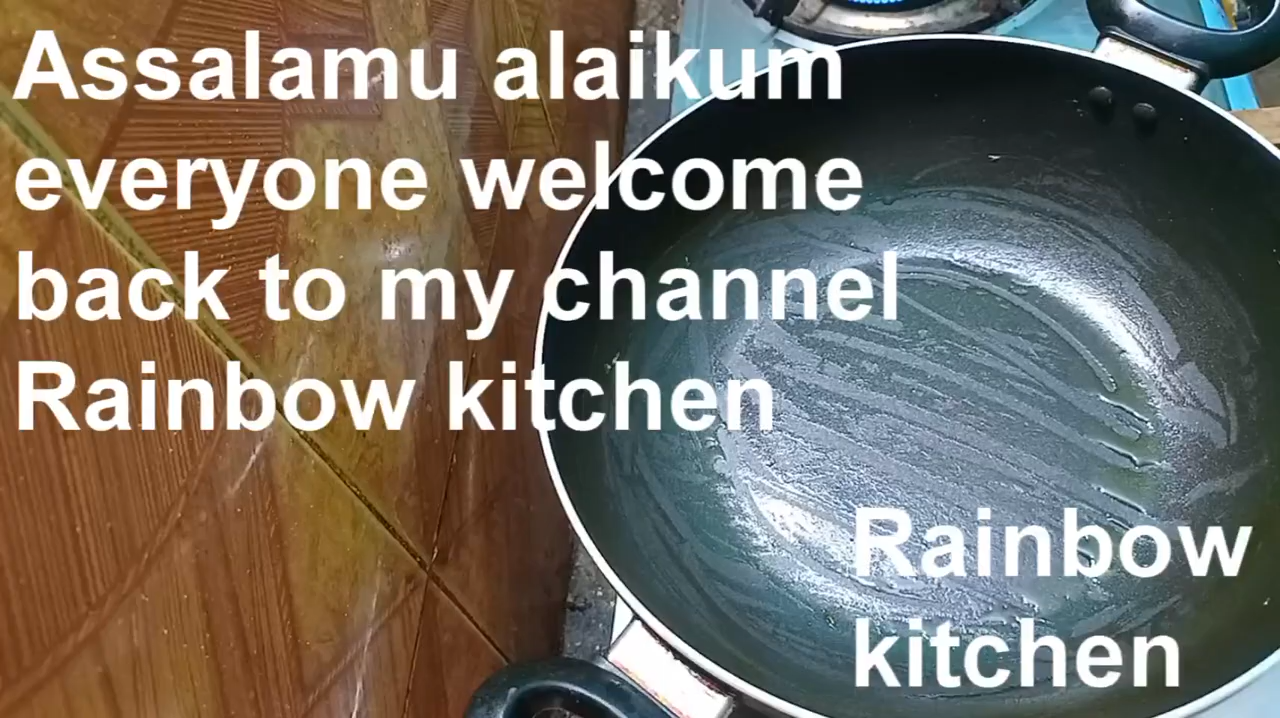 Assalamu alaikum
everyone welcome
back to my channel
Rainbow kitchen
Rainbow
kitchen